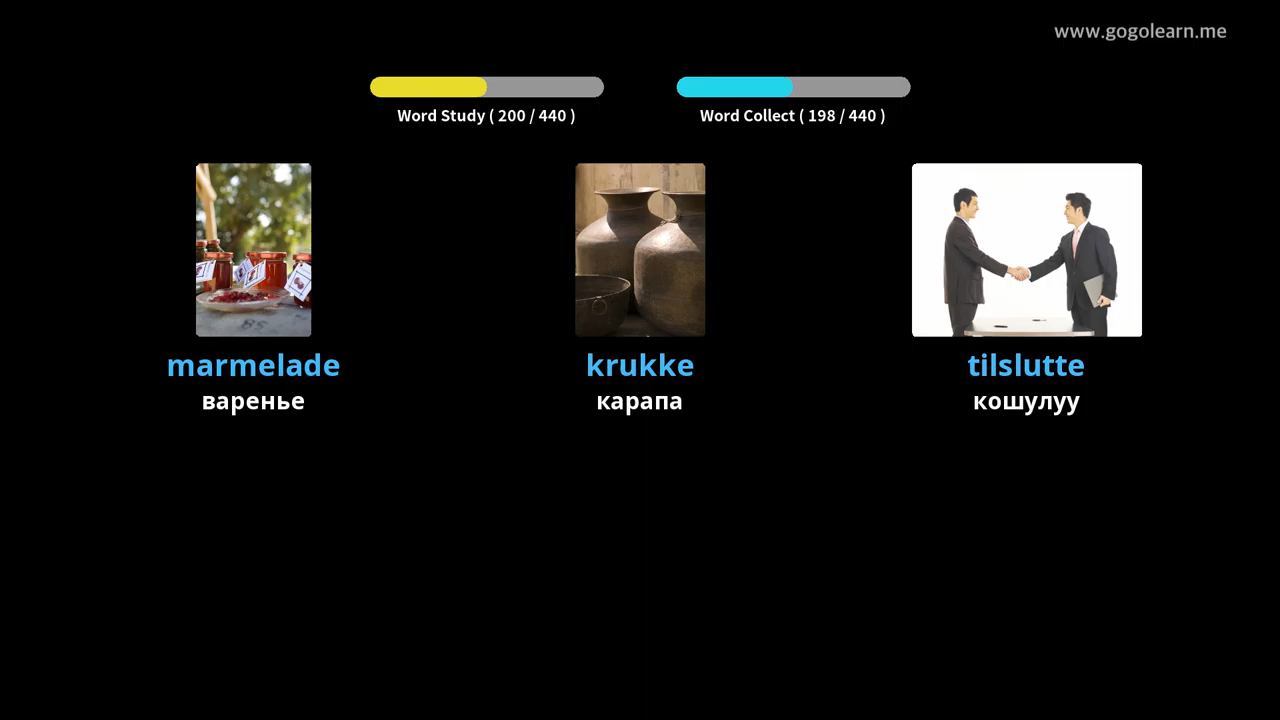 www.gogolearn.me
Word Study ( 200 / 440 )
Word Collect ( 198 / 440 )
marmelade
krukke
tilslutte
варенье
карапа
кошулуу